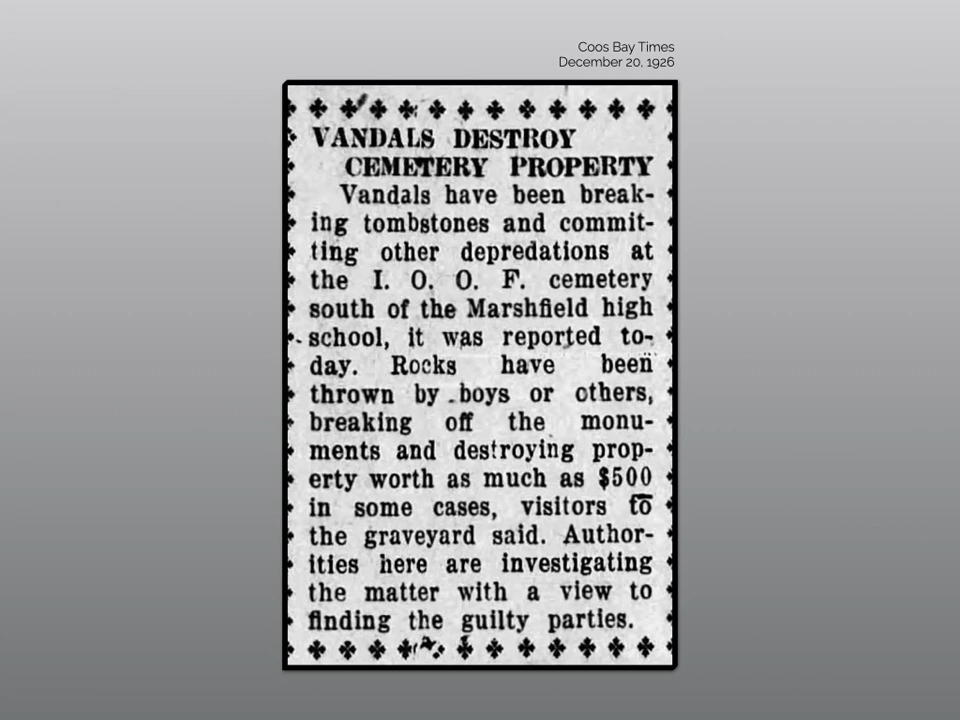 Coos Bay Times
December 20, 1926
VANDALS DESTROY
CEMETERY PROPERTY
Vandals have been break-
ing tombstones and commit-
ting other depredations at
the I. O. O. F. cemetery
south of the Marshfield high
school, it was reported to-
day. Rocks have been
thrown by boys or others,
breaking off the monu-
ments and destroying prop-
erty worth as much as $500
in some cases, visitors to
the graveyard said. Author-
ities here are investigating
the matter with a view to
finding the guilty parties.